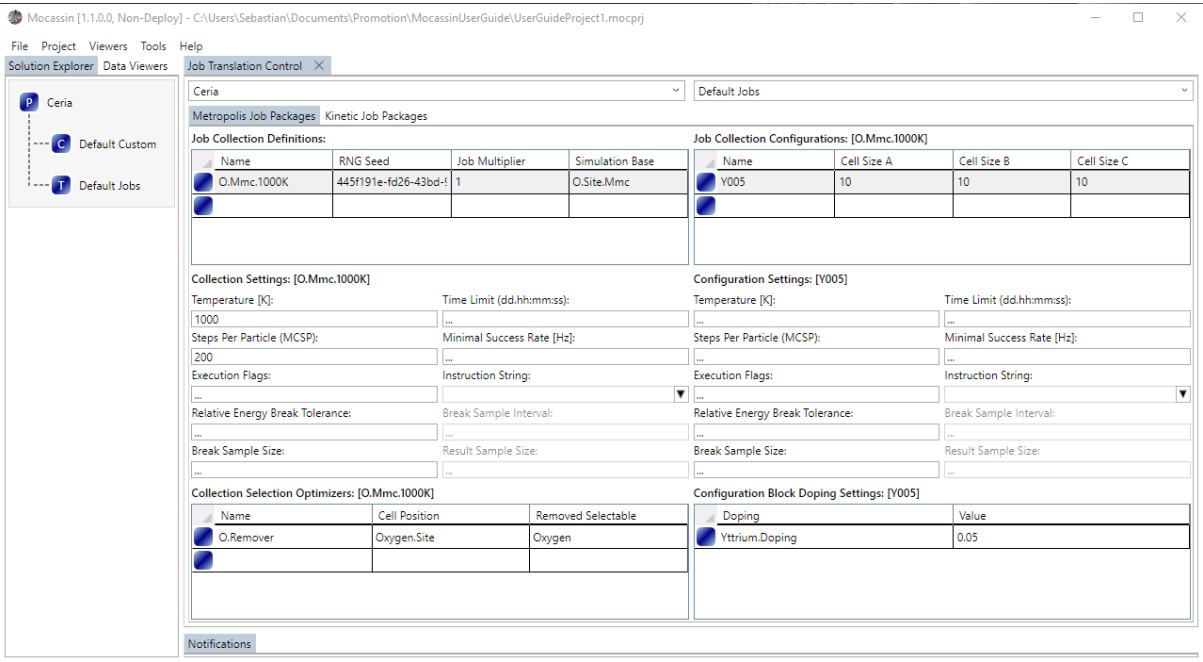 Mocassin [1.1.0.0, Non-Deploy] - C:\Users\Sebastian\Documents\Promotion\MocassinUserGuide\UserGuideProject1.mocprj
File Project Viewers Tools Help
Solution Explorer Data Viewers
P Ceria
C Default Custom
T Default Jobs
Job Translation Control
Ceria
Default Jobs
Metropolis Job Packages Kinetic Job Packages
Job Collection Definitions:
Name RNG Seed Job Multiplier Simulation Base
O.Mmc.1000K 445f191e-fd26-43bd-9 1 O.Site.Mmc
Job Collection Configurations: [O.Mmc.1000K]
Name Cell Size A Cell Size B Cell Size C
Y005 10 10 10
Collection Settings: [O.Mmc.1000K]
Temperature [K]: Time Limit (dd.hh:mm:ss):
1000 ...
Steps Per Particle (MCSP): Minimal Success Rate [Hz]:
200 ...
Execution Flags: Instruction String:
...
Relative Energy Break Tolerance: Break Sample Interval:
... ...
Break Sample Size: Result Sample Size:
... ...
Configuration Settings: [Y005]
Temperature [K]: Time Limit (dd.hh:mm:ss):
... ...
Steps Per Particle (MCSP): Minimal Success Rate [Hz]:
... ...
Execution Flags: Instruction String:
...
Relative Energy Break Tolerance: Break Sample Interval:
... ...
Break Sample Size: Result Sample Size:
... ...
Collection Selection Optimizers: [O.Mmc.1000K]
Name Cell Position Removed Selectable
O.Remover Oxygen.Site Oxygen
Configuration Block Doping Settings: [Y005]
Doping Value
Yttrium.Doping 0.05
Notifications